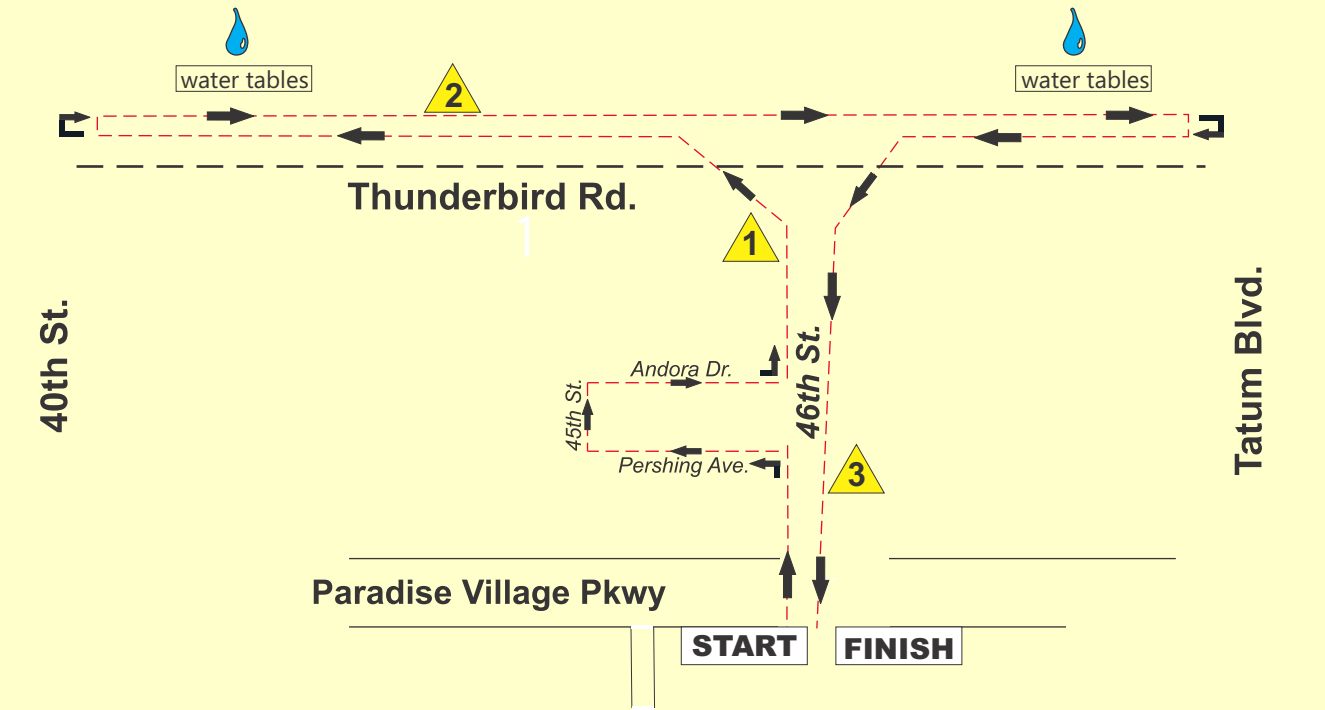 water tables
water tables
2
Thunderbird Rd.
1
1
40th St.
46th St.
Tatum Blvd.
Andora Dr.
45th St.
Pershing Ave.
3
Paradise Village Pkwy
START
FINISH